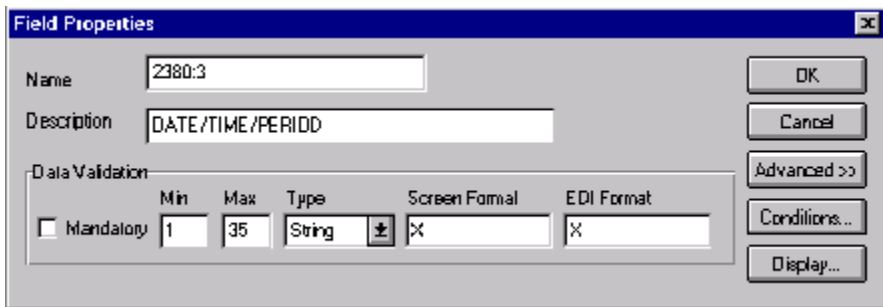 Field Properties
Name 2380:3 OK
Description DATE/TIME/PERIOD Cancel
Data Validation Advanced >>
Min Max Type Screen Format EDI Format
Mandatory 1 35 String X X Conditions...
Display...